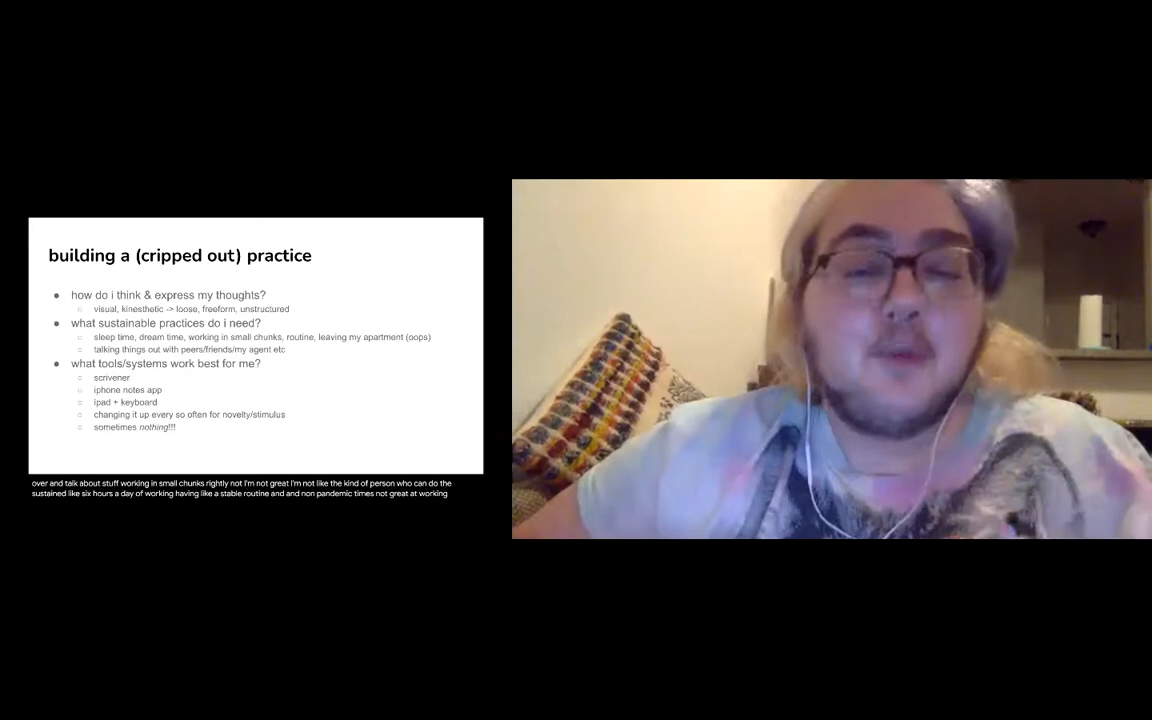 building a (cripped out) practice
● how do i think & express my thoughts?
○ visual, kinesthetic -> loose, freeform, unstructured
● what sustainable practices do i need?
○ sleep time, dream time, working in small chunks, routine, leaving my apartment (oops)
○ talking things out with peers/friends/my agent etc
● what tools/systems work best for me?
○ scrivener
○ iphone notes app
○ ipad + keyboard
○ changing it up every so often for novelty/stimulus
○ sometimes nothing!!!
over and talk about stuff working in small chunks rightly not I'm not great I'm not like the kind of person who can do the
sustained like six hours a day of working having like a stable routine and and non pandemic times not great at working